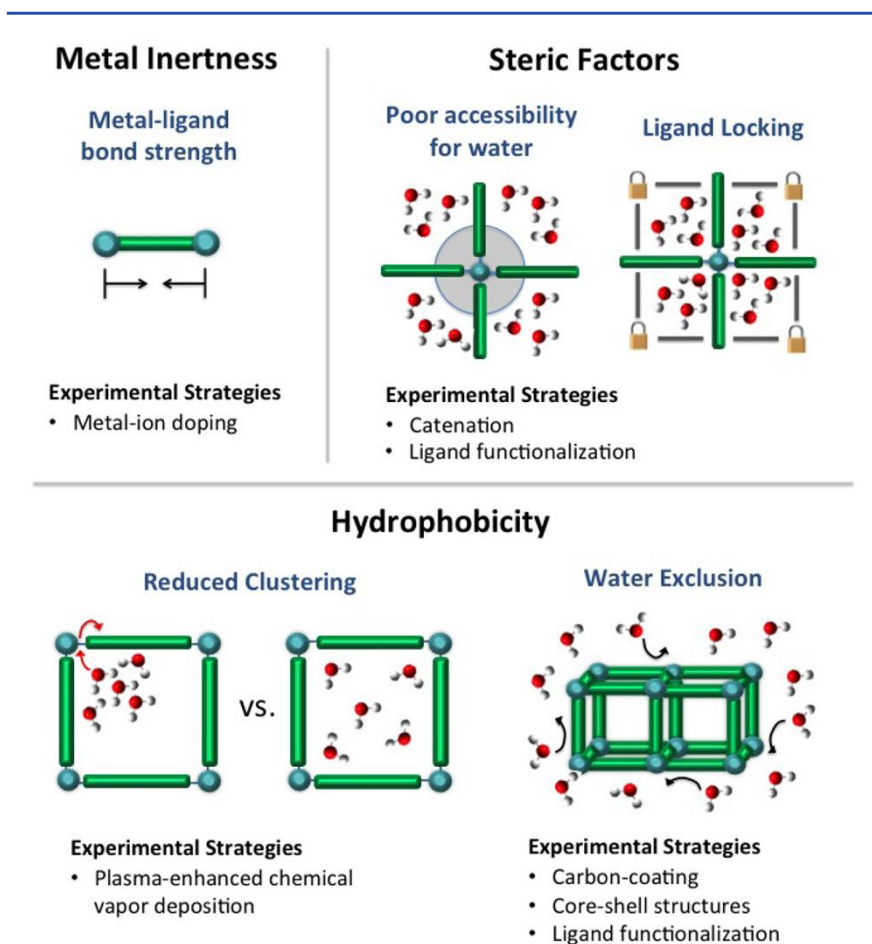 Metal Inertness
Metal-ligand
bond strength
Experimental Strategies
• Metal-ion doping
Steric Factors
Poor accessibility
for water
Ligand Locking
Experimental Strategies
• Catenation
• Ligand functionalization
Hydrophobicity
Reduced Clustering
vs.
Experimental Strategies
• Plasma-enhanced chemical
vapor deposition
Water Exclusion
Experimental Strategies
• Carbon-coating
• Core-shell structures
• Ligand functionalization